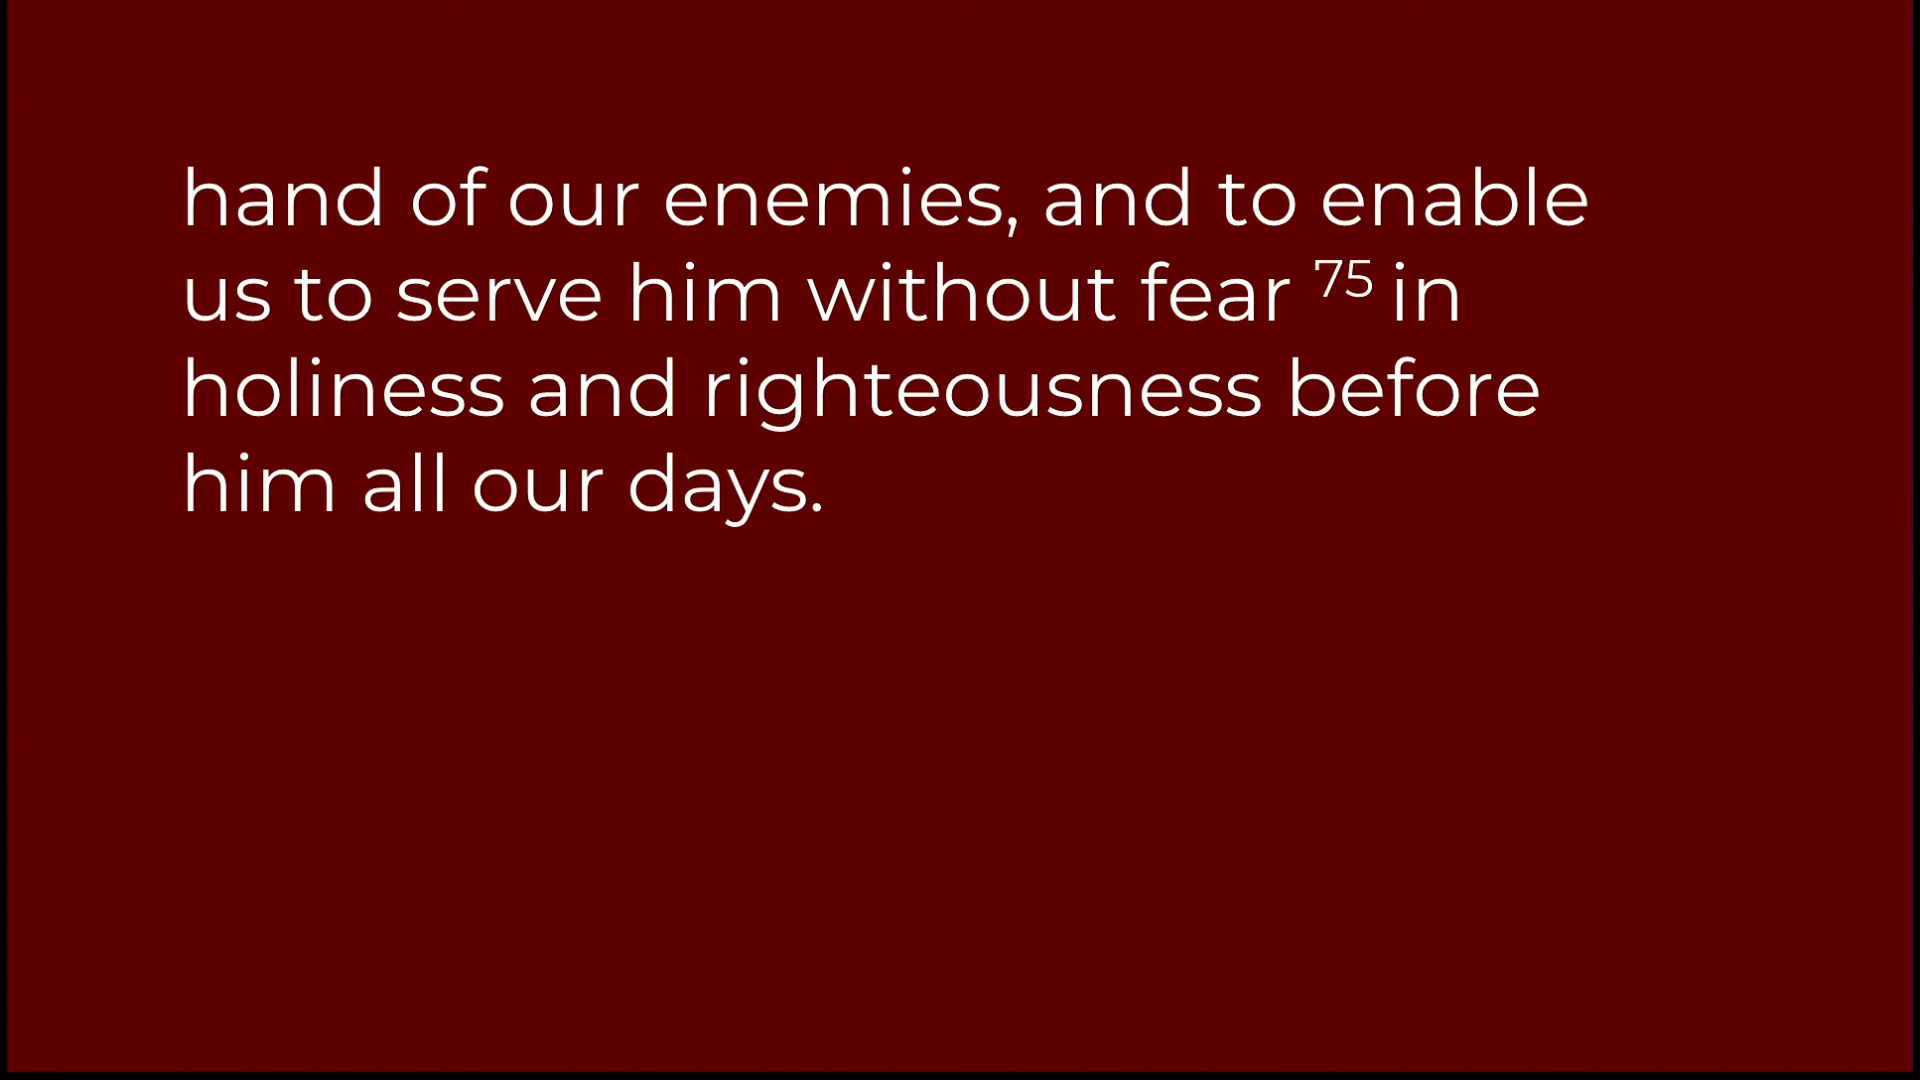 hand of our enemies, and to enable
us to serve him without fear ⁷⁵ in
holiness and righteousness before
him all our days.